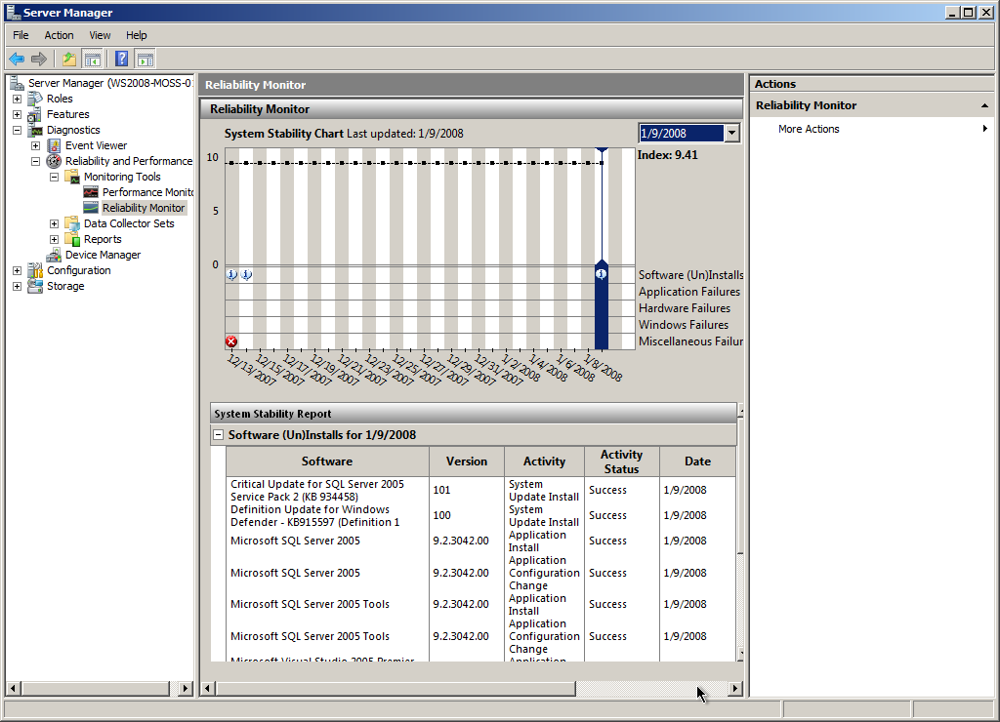 Server Manager
File Action View Help
Server Manager (WS2008-MOSS-01
Roles
Features
Diagnostics
Event Viewer
Reliability and Performance
Monitoring Tools
Performance Monito
Reliability Monitor
Data Collector Sets
Reports
Device Manager
Configuration
Storage
Reliability Monitor
Reliability Monitor
System Stability Chart Last updated: 1/9/2008
1/9/2008
Index: 9.41
10
5
0
Software (Un)Installs
Application Failures
Hardware Failures
Windows Failures
Miscellaneous Failur
12/13/2007
12/15/2007
12/17/2007
12/19/2007
12/21/2007
12/23/2007
12/25/2007
12/27/2007
12/29/2007
12/31/2007
1/2/2008
1/4/2008
1/6/2008
1/8/2008
System Stability Report
Software (Un)Installs for 1/9/2008
Software Version Activity Activity Status Date
Critical Update for SQL Server 2005
Service Pack 2 (KB 934458) 101 System Update Install Success 1/9/2008
Definition Update for Windows
Defender - KB915597 (Definition 1 100 System Update Install Success 1/9/2008
Microsoft SQL Server 2005 9.2.3042.00 Application Install Success 1/9/2008
Microsoft SQL Server 2005 9.2.3042.00 Application Configuration Change Success 1/9/2008
Microsoft SQL Server 2005 Tools 9.2.3042.00 Application Install Success 1/9/2008
Microsoft SQL Server 2005 Tools 9.2.3042.00 Application Configuration Change Success 1/9/2008
Microsoft Visual Studio 2005 Premier Application
Actions
Reliability Monitor
More Actions